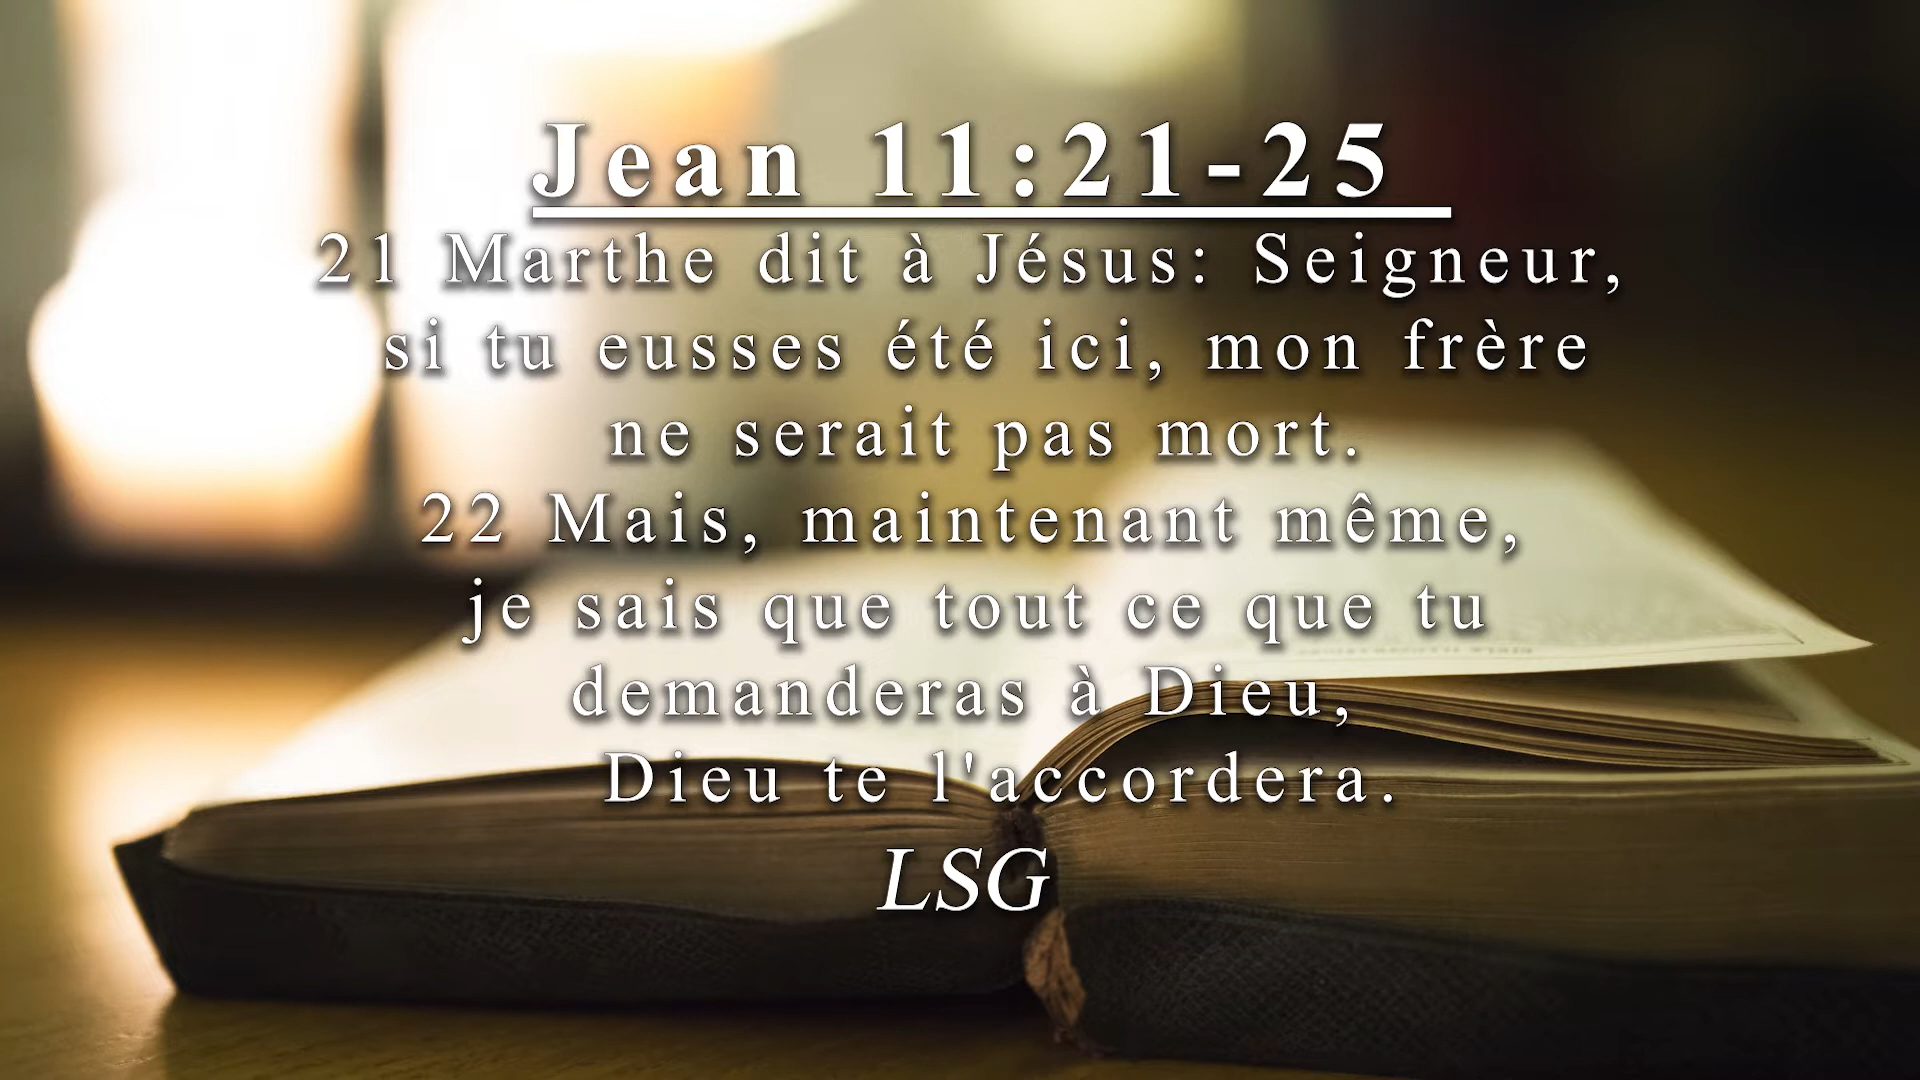 Jean 11:21-25
21 Marthe dit à Jésus: Seigneur,
si tu eusses été ici, mon frère
ne serait pas mort.
22 Mais, maintenant même,
je sais que tout ce que tu
demanderas à Dieu,
Dieu te l'accordera.
LSG